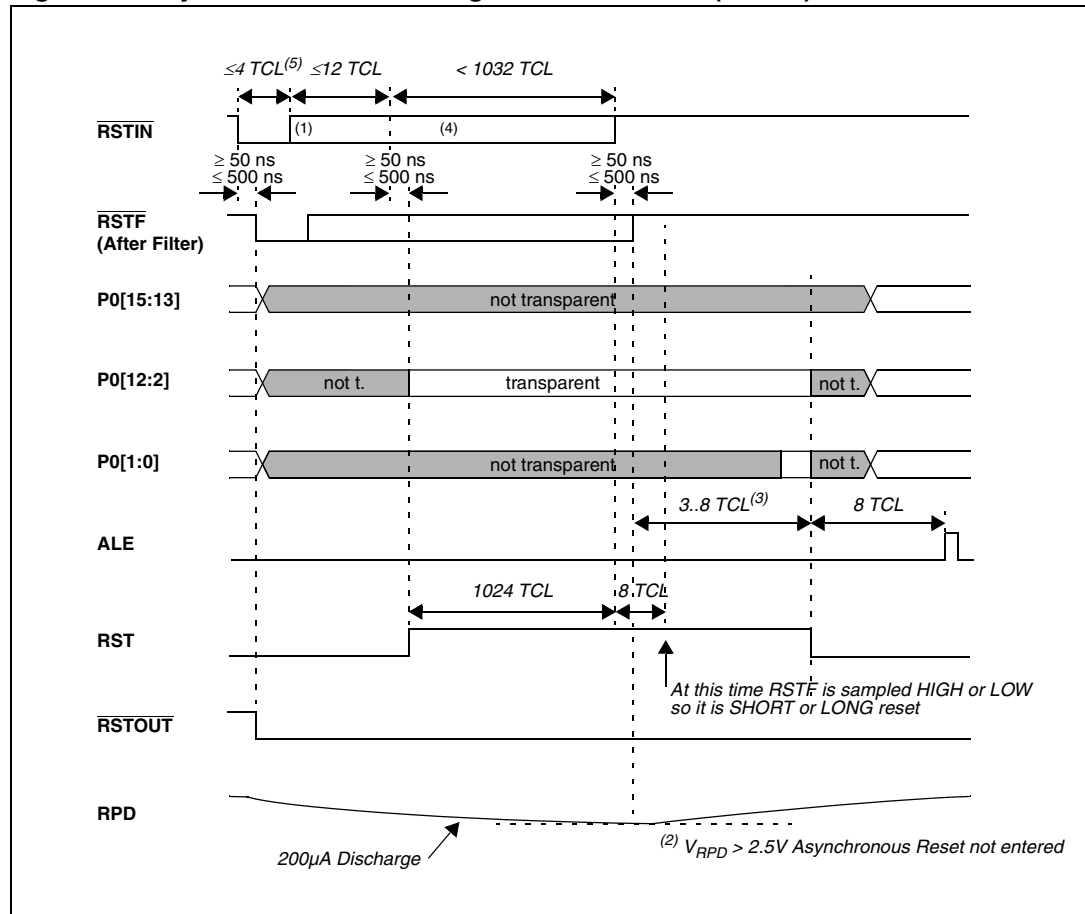 ≤4 TCL(5) ≤12 TCL < 1032 TCL
RSTIN
(1) (4)
≥ 50 ns ≥ 50 ns ≥ 50 ns
≤ 500 ns ≤ 500 ns ≤ 500 ns
RSTF
(After Filter)
P0[15:13]
not transparent
P0[12:2]
not t. transparent not t.
P0[1:0]
not transparent not t.
3..8 TCL(3) 8 TCL
ALE
1024 TCL 8 TCL
RST
At this time RSTF is sampled HIGH or LOW
so it is SHORT or LONG reset
RSTOUT
RPD
200µA Discharge
(2) VRPD > 2.5V Asynchronous Reset not entered